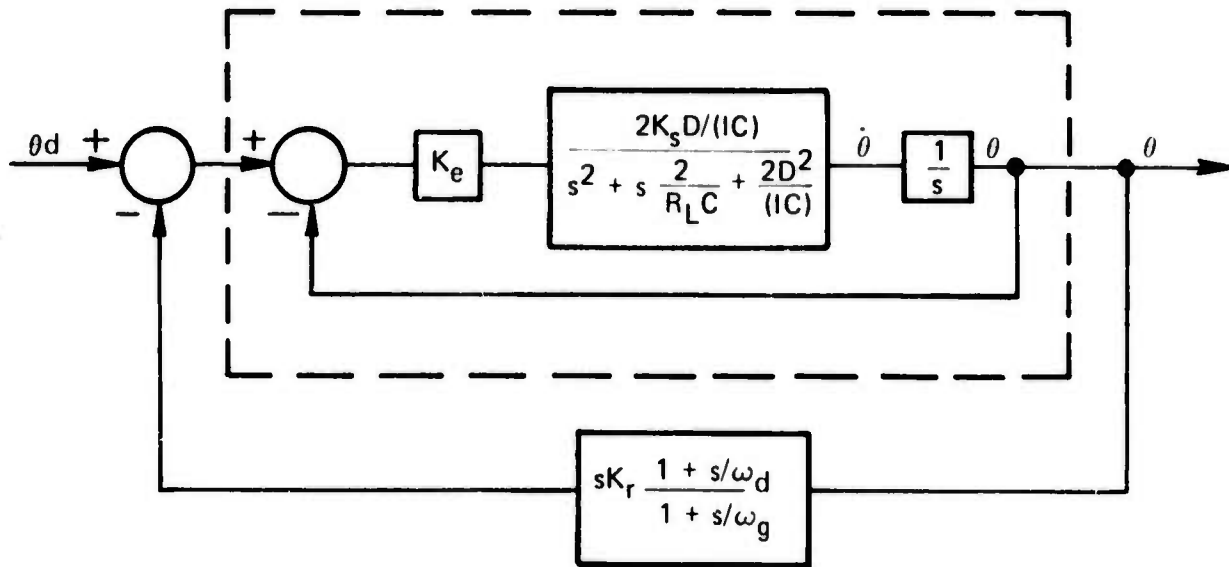 θd + − + −
K_e
2K_sD/(IC)
s² + s 2/(R_LC) + 2D²/(IC)
θ̇
1/s
θ
θ
sK_r (1 + s/ω_d)/(1 + s/ω_g)